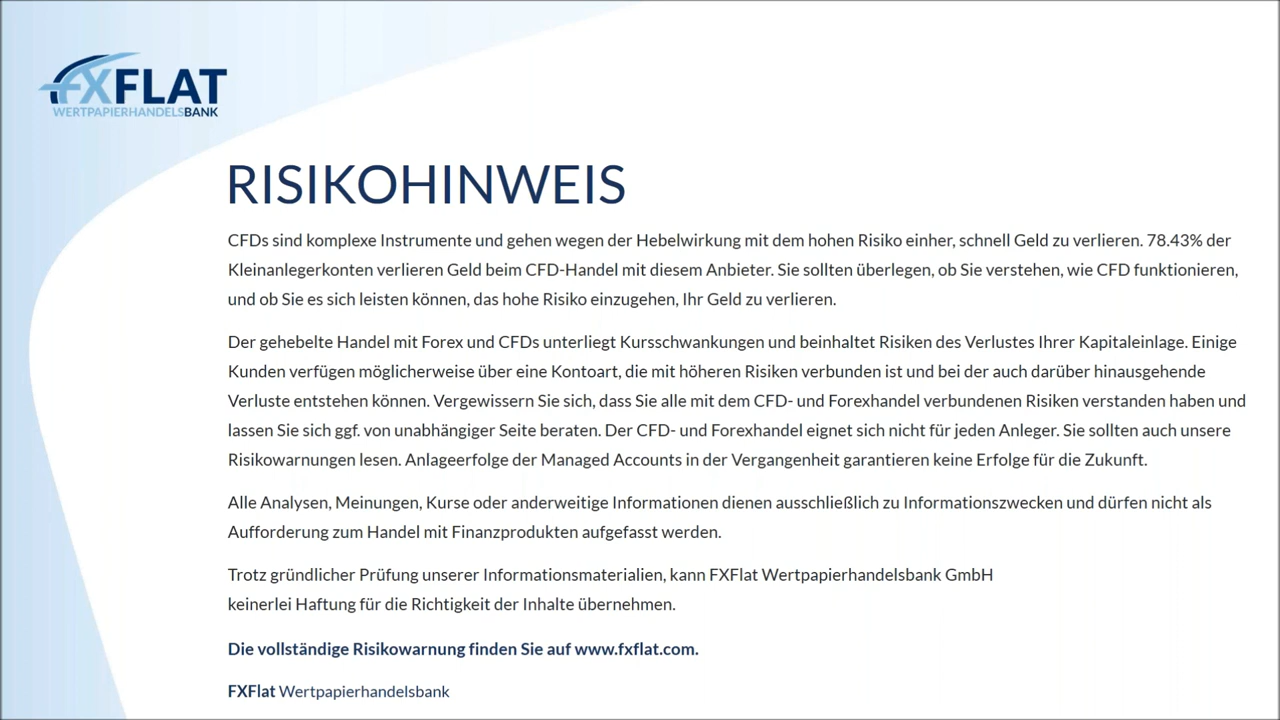 FXFLAT
WERTPAPIERHANDELSBANK
RISIKOHINWEIS
CFDs sind komplexe Instrumente und gehen wegen der Hebelwirkung mit dem hohen Risiko einher, schnell Geld zu verlieren. 78.43% der
Kleinanlegerkonten verlieren Geld beim CFD-Handel mit diesem Anbieter. Sie sollten überlegen, ob Sie verstehen, wie CFD funktionieren,
und ob Sie es sich leisten können, das hohe Risiko einzugehen, Ihr Geld zu verlieren.
Der gehebelte Handel mit Forex und CFDs unterliegt Kursschwankungen und beinhaltet Risiken des Verlustes Ihrer Kapitaleinlage. Einige
Kunden verfügen möglicherweise über eine Kontoart, die mit höheren Risiken verbunden ist und bei der auch darüber hinausgehende
Verluste entstehen können. Vergewissern Sie sich, dass Sie alle mit dem CFD- und Forexhandel verbundenen Risiken verstanden haben und
lassen Sie sich ggf. von unabhängiger Seite beraten. Der CFD- und Forexhandel eignet sich nicht für jeden Anleger. Sie sollten auch unsere
Risikowarnungen lesen. Anlageerfolge der Managed Accounts in der Vergangenheit garantieren keine Erfolge für die Zukunft.
Alle Analysen, Meinungen, Kurse oder anderweitige Informationen dienen ausschließlich zu Informationszwecken und dürfen nicht als
Aufforderung zum Handel mit Finanzprodukten aufgefasst werden.
Trotz gründlicher Prüfung unserer Informationsmaterialien, kann FXFlat Wertpapierhandelsbank GmbH
keinerlei Haftung für die Richtigkeit der Inhalte übernehmen.
Die vollständige Risikowarnung finden Sie auf www.fxflat.com.
FXFlat Wertpapierhandelsbank